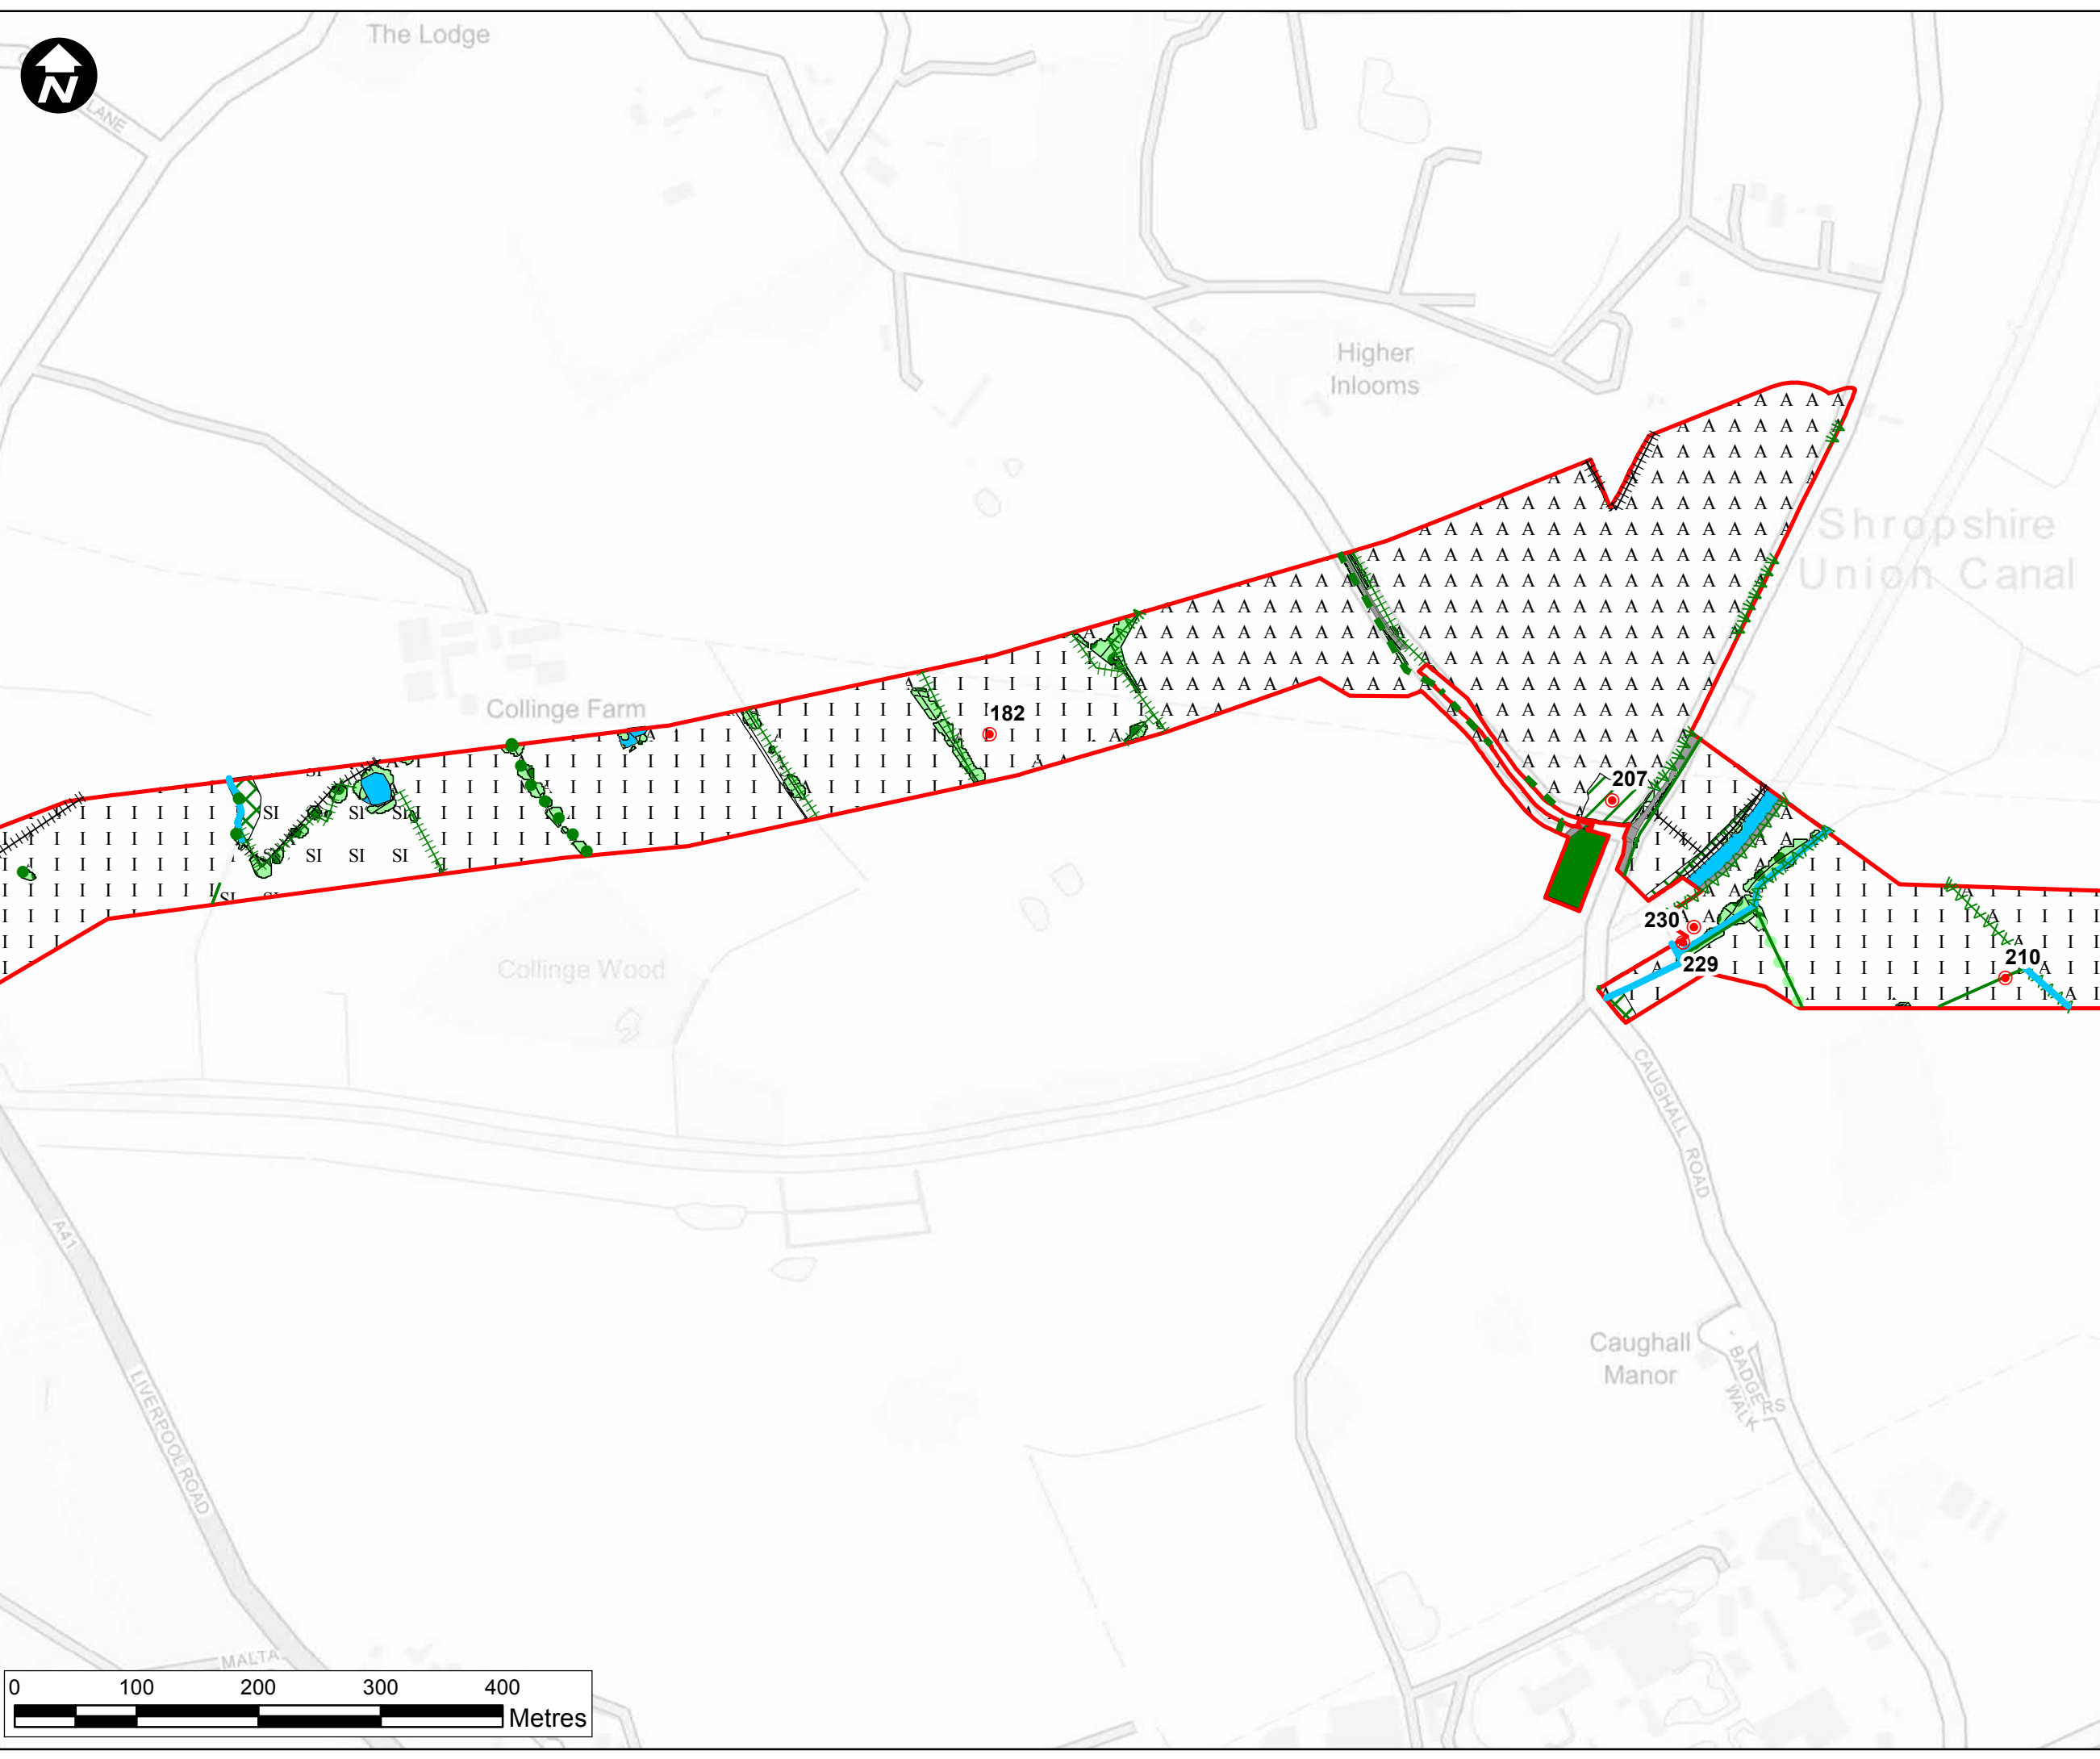 The Lodge
N
LANE
Higher
Inlooms
Shropshire
Union Canal
Collinge Farm
182
207
230
229
210
Collinge Wood
CAUGHALL ROAD
A41
LIVERPOOL ROAD
Caughall
Manor
BADGERS
WALK
MALTA
0 100 200 300 400
Metres